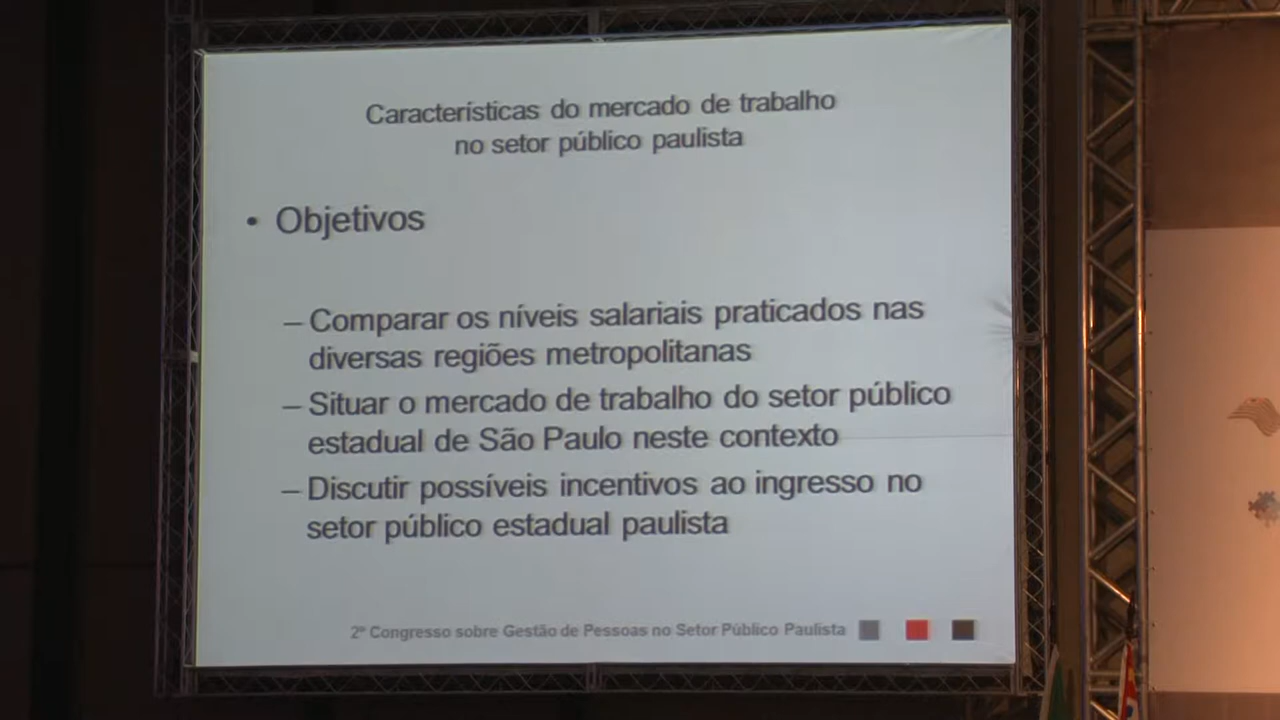 Características do mercado de trabalho
no setor público paulista
• Objetivos
– Comparar os níveis salariais praticados nas
diversas regiões metropolitanas
– Situar o mercado de trabalho do setor público
estadual de São Paulo neste contexto
– Discutir possíveis incentivos ao ingresso no
setor público estadual paulista
2º Congresso sobre Gestão de Pessoas no Setor Público Paulista